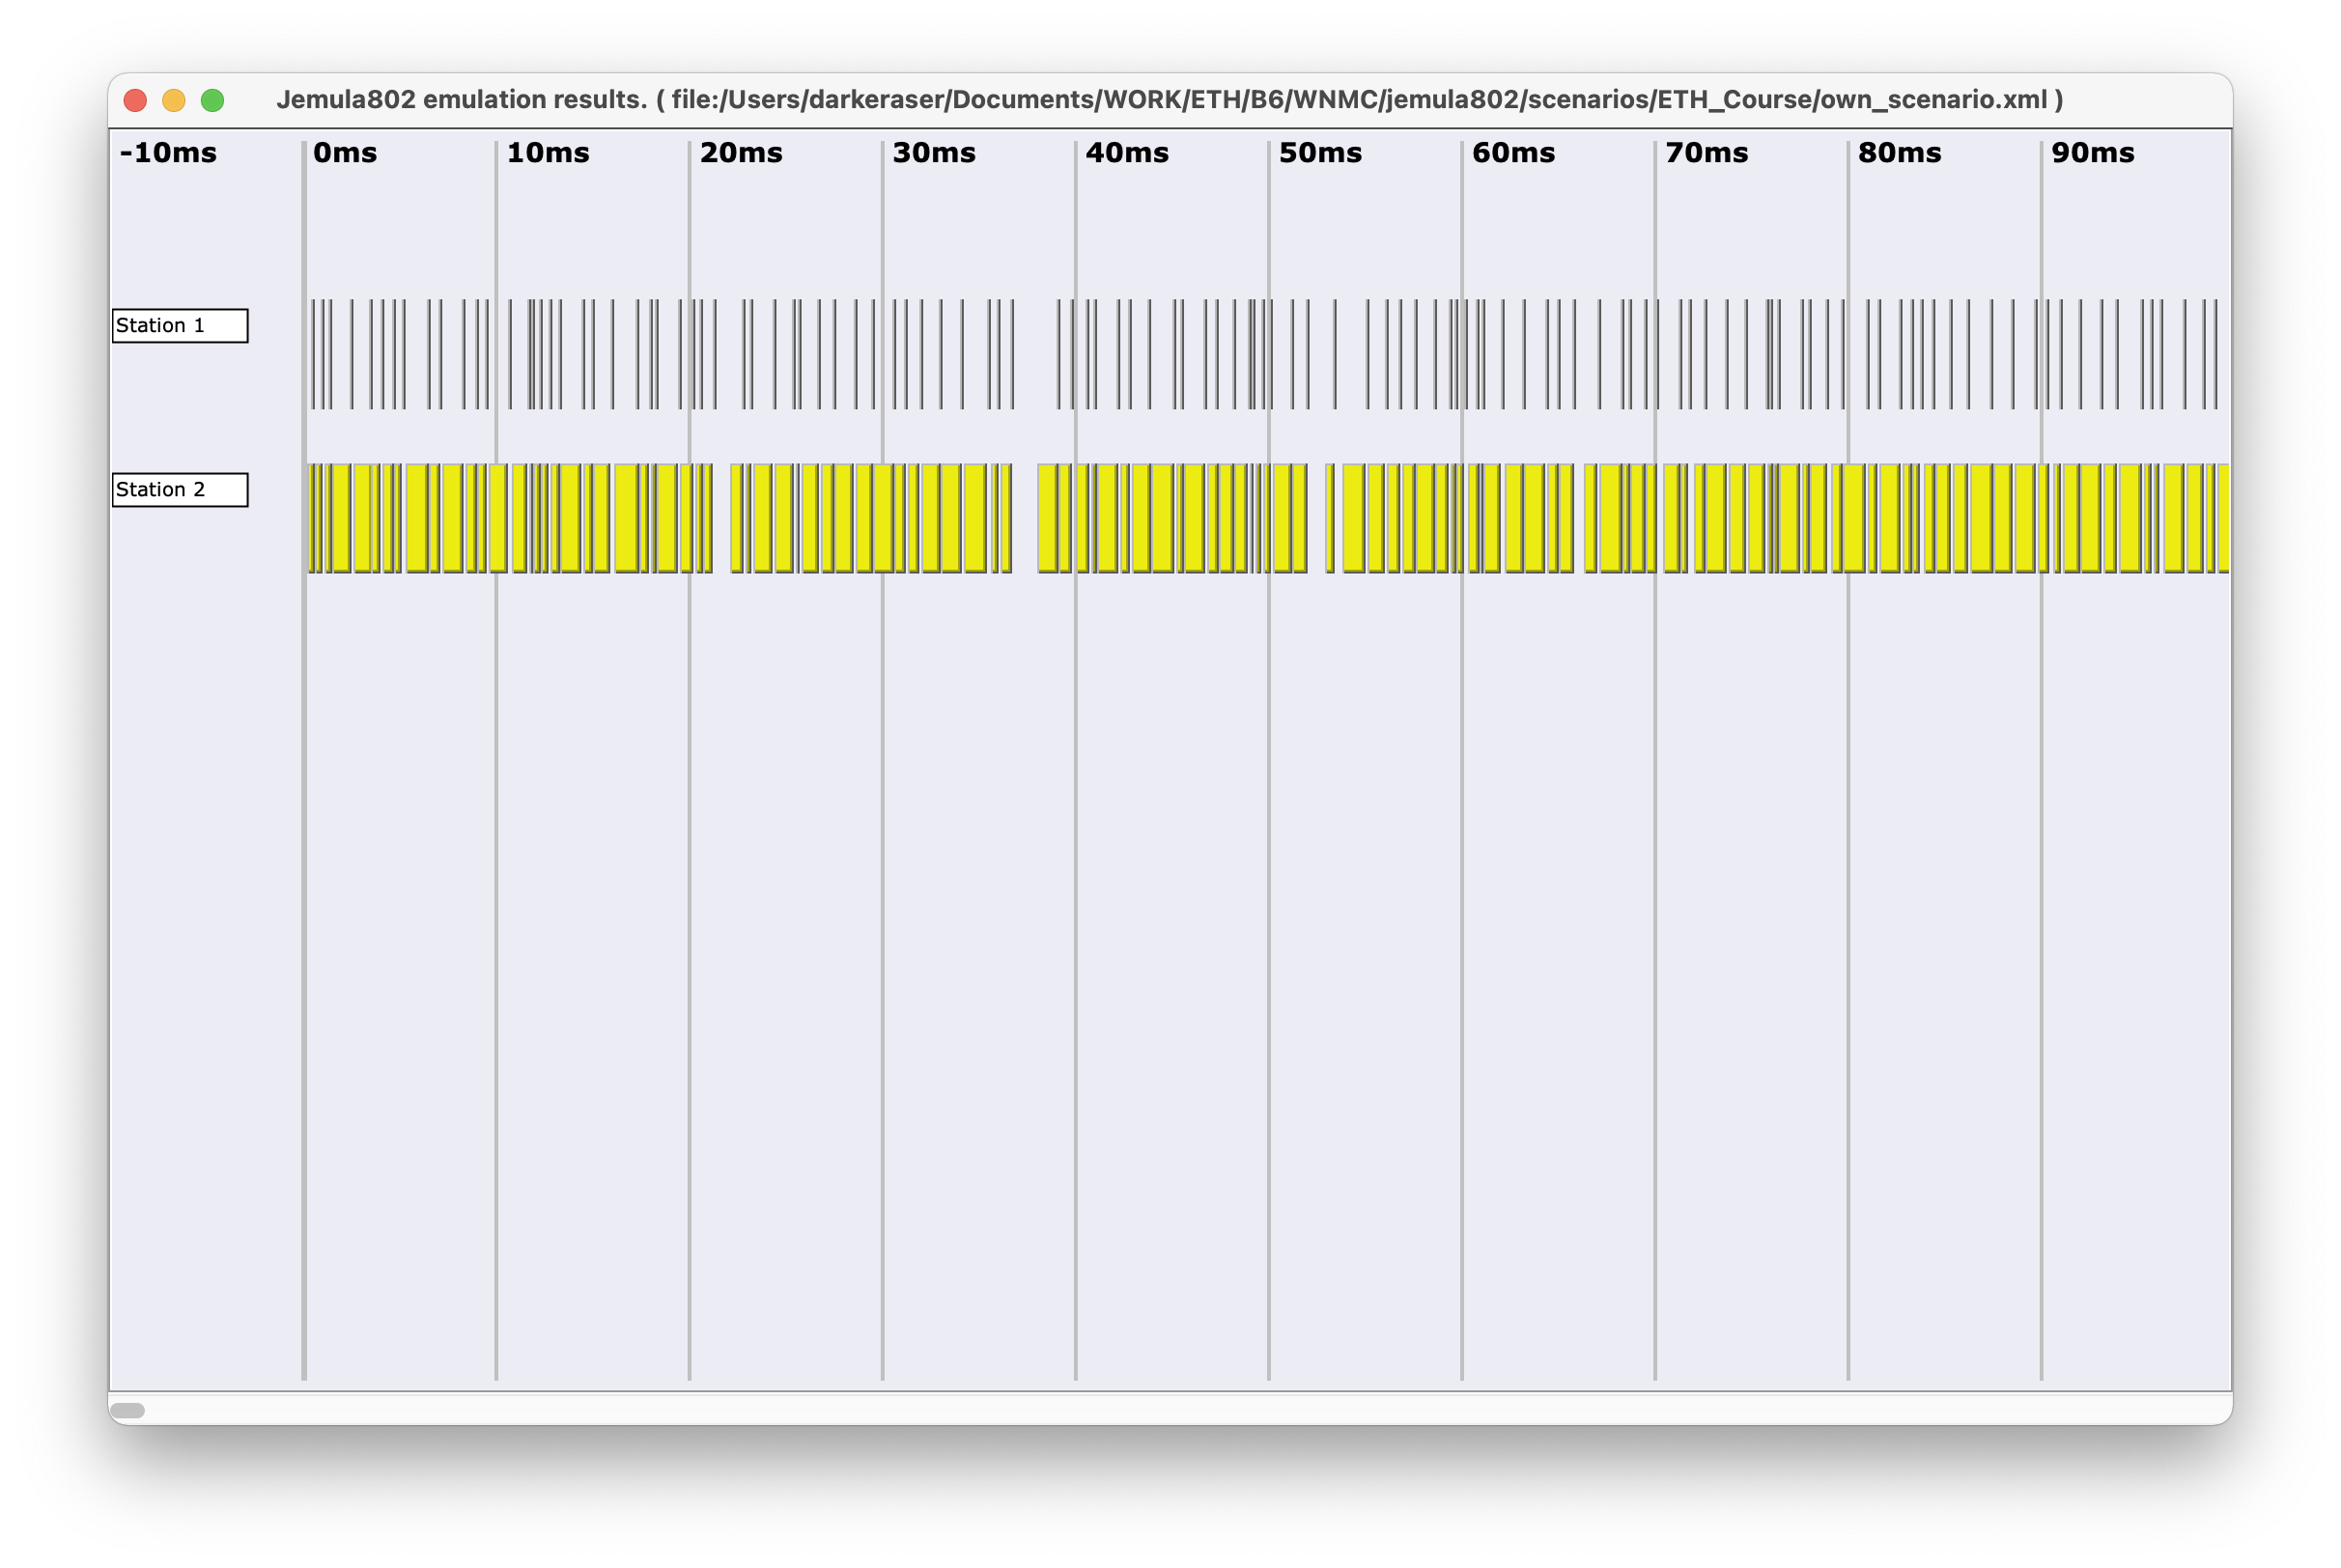 Jemula802 emulation results. ( file:/Users/darkeraser/Documents/WORK/ETH/B6/WNMC/jemula802/scenarios/ETH_Course/own_scenario.xml )
-10ms 0ms 10ms 20ms 30ms 40ms 50ms 60ms 70ms 80ms 90ms
Station 1
Station 2